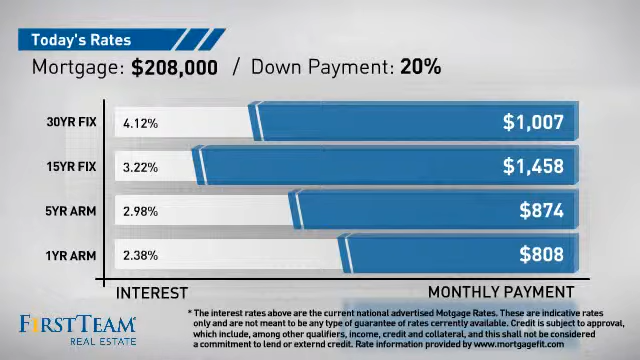 Today's Rates
Mortgage: $208,000 / Down Payment: 20%
30YR FIX 4.12% $1,007
15YR FIX 3.22% $1,458
5YR ARM 2.98% $874
1YR ARM 2.38% $808
INTEREST MONTHLY PAYMENT
* The interest rates above are the current national advertised Motgage Rates. These are indicative rates
only and are not meant to be any type of guarantee of rates cerrently available. Credit is subject to approval,
which include, among other qualifiers, income, credit and collateral, and this shall not be considered
a commitment to lend or externd credit. Rate information provided by www.mortgagefit.com
FIRSTTEAM®
REAL ESTATE